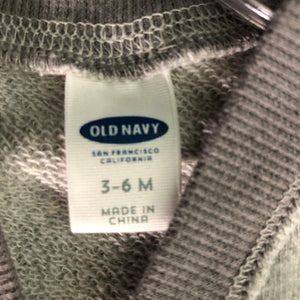 OLD NAVY
SAN FRANCISCO
CALIFORNIA
3-6 M
MADE IN
CHINA